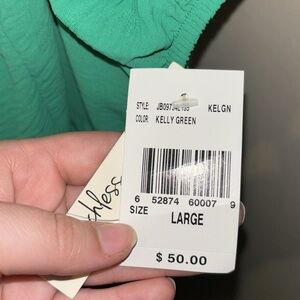 STYLE: KELGN
COLOR: KELLY GREEN
6 52874 60007 9
SIZE LARGE
$ 50.00